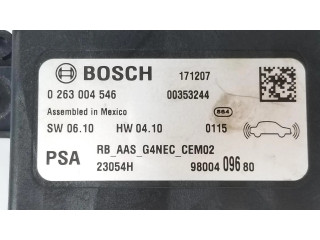 BOSCH 171207
0 263 004 546 00353244
Assembled in Mexico 864
SW 06.10 HW 04.10 0115
PSA RB_AAS_G4NEC_CEM02
23054H 98004 096 80